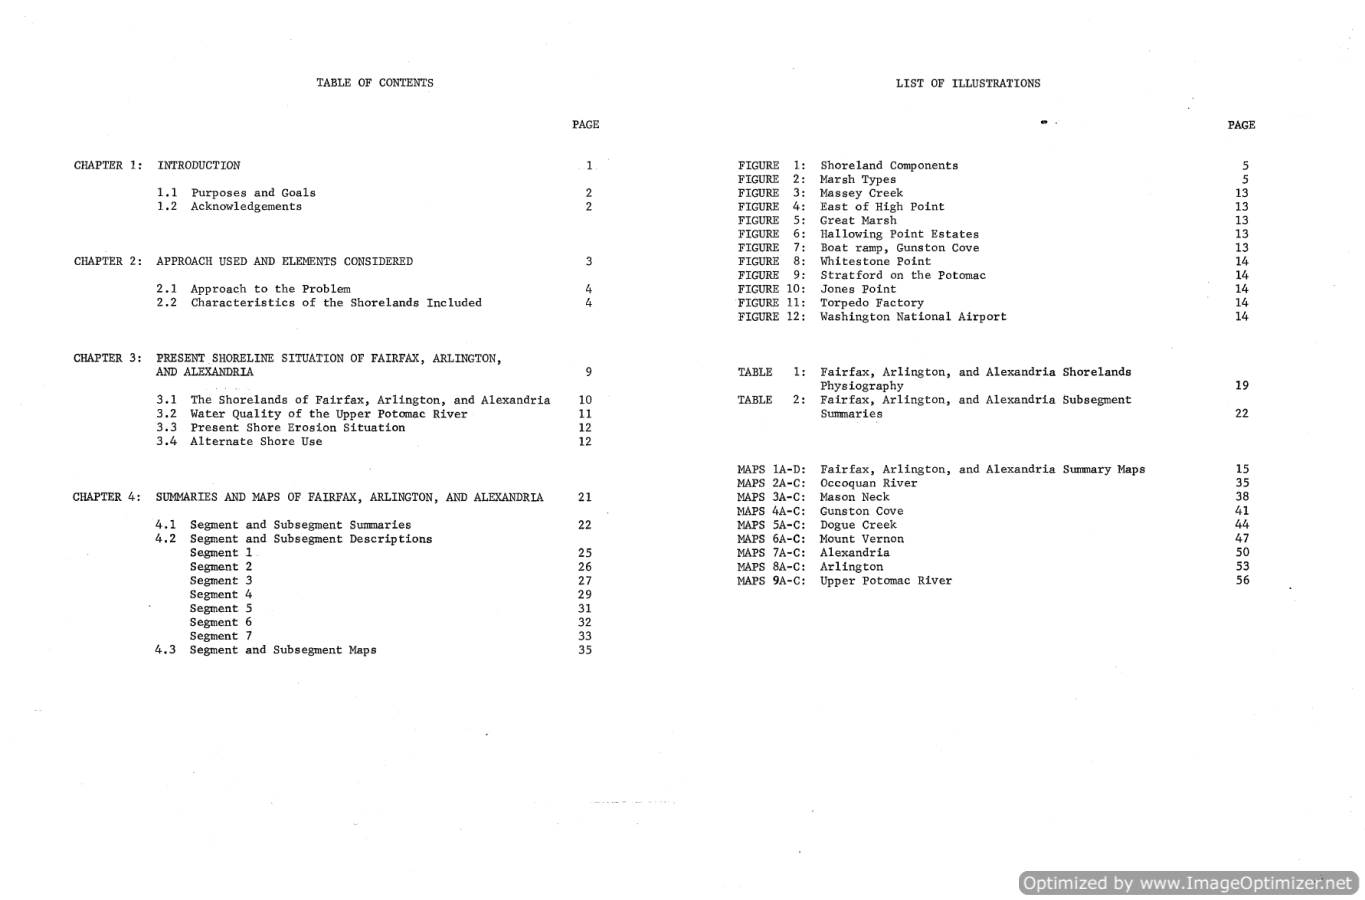 TABLE OF CONTENTS
PAGE
CHAPTER 1: INTRODUCTION 1
1.1 Purposes and Goals 2
1.2 Acknowledgements 2
CHAPTER 2: APPROACH USED AND ELEMENTS CONSIDERED 3
2.1 Approach to the Problem 4
2.2 Characteristics of the Shorelands Included 4
CHAPTER 3: PRESENT SHORELINE SITUATION OF FAIRFAX, ARLINGTON,
AND ALEXANDRIA 9
3.1 The Shorelands of Fairfax, Arlington, and Alexandria 10
3.2 Water Quality of the Upper Potomac River 11
3.3 Present Shore Erosion Situation 12
3.4 Alternate Shore Use 12
CHAPTER 4: SUMMARIES AND MAPS OF FAIRFAX, ARLINGTON, AND ALEXANDRIA 21
4.1 Segment and Subsegment Summaries 22
4.2 Segment and Subsegment Descriptions
Segment 1 25
Segment 2 26
Segment 3 27
Segment 4 29
Segment 5 31
Segment 6 32
Segment 7 33
4.3 Segment and Subsegment Maps 35
LIST OF ILLUSTRATIONS
PAGE
FIGURE 1: Shoreland Components 5
FIGURE 2: Marsh Types 5
FIGURE 3: Massey Creek 13
FIGURE 4: East of High Point 13
FIGURE 5: Great Marsh 13
FIGURE 6: Hallowing Point Estates 13
FIGURE 7: Boat ramp, Gunston Cove 13
FIGURE 8: Whitestone Point 14
FIGURE 9: Stratford on the Potomac 14
FIGURE 10: Jones Point 14
FIGURE 11: Torpedo Factory 14
FIGURE 12: Washington National Airport 14
TABLE 1: Fairfax, Arlington, and Alexandria Shorelands
Physiography 19
TABLE 2: Fairfax, Arlington, and Alexandria Subsegment
Summaries 22
MAPS 1A-D: Fairfax, Arlington, and Alexandria Summary Maps 15
MAPS 2A-C: Occoquan River 35
MAPS 3A-C: Mason Neck 38
MAPS 4A-C: Gunston Cove 41
MAPS 5A-C: Dogue Creek 44
MAPS 6A-C: Mount Vernon 47
MAPS 7A-C: Alexandria 50
MAPS 8A-C: Arlington 53
MAPS 9A-C: Upper Potomac River 56
Optimized by www.ImageOptimizer.net